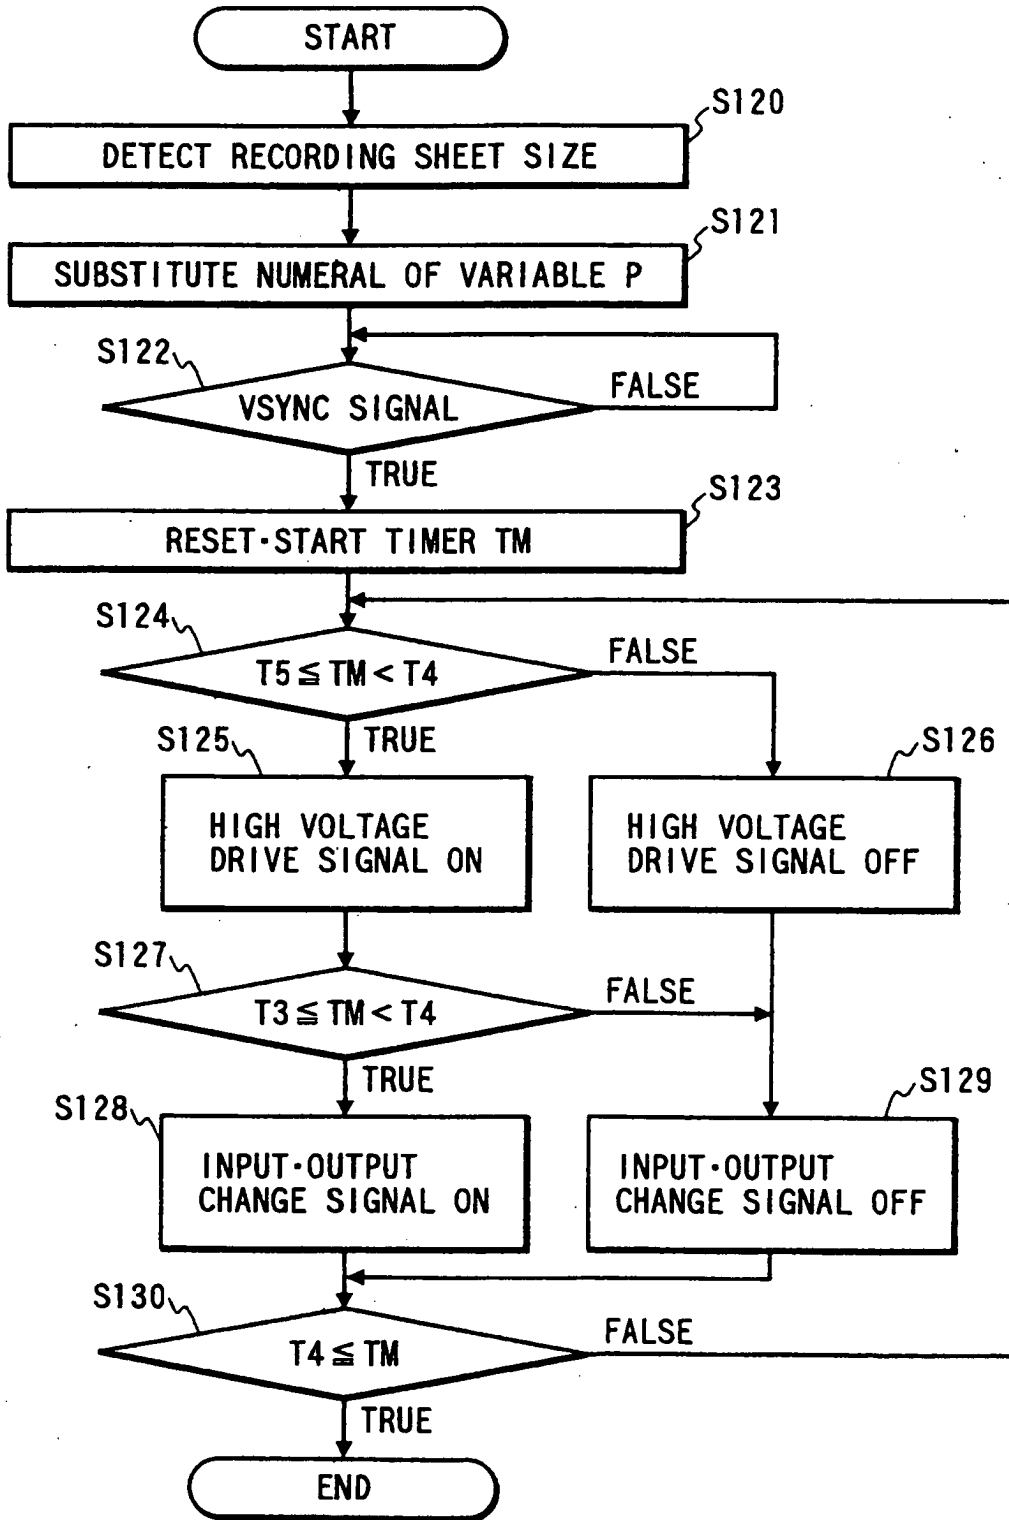 START
S120
DETECT RECORDING SHEET SIZE
S121
SUBSTITUTE NUMERAL OF VARIABLE P
S122
VSYNC SIGNAL
FALSE
TRUE
S123
RESET·START TIMER TM
S124
T5 ≦ TM < T4
FALSE
TRUE
S125
HIGH VOLTAGE
DRIVE SIGNAL ON
S126
HIGH VOLTAGE
DRIVE SIGNAL OFF
S127
T3 ≦ TM < T4
FALSE
TRUE
S128
INPUT·OUTPUT
CHANGE SIGNAL ON
S129
INPUT·OUTPUT
CHANGE SIGNAL OFF
S130
T4 ≦ TM
FALSE
TRUE
END